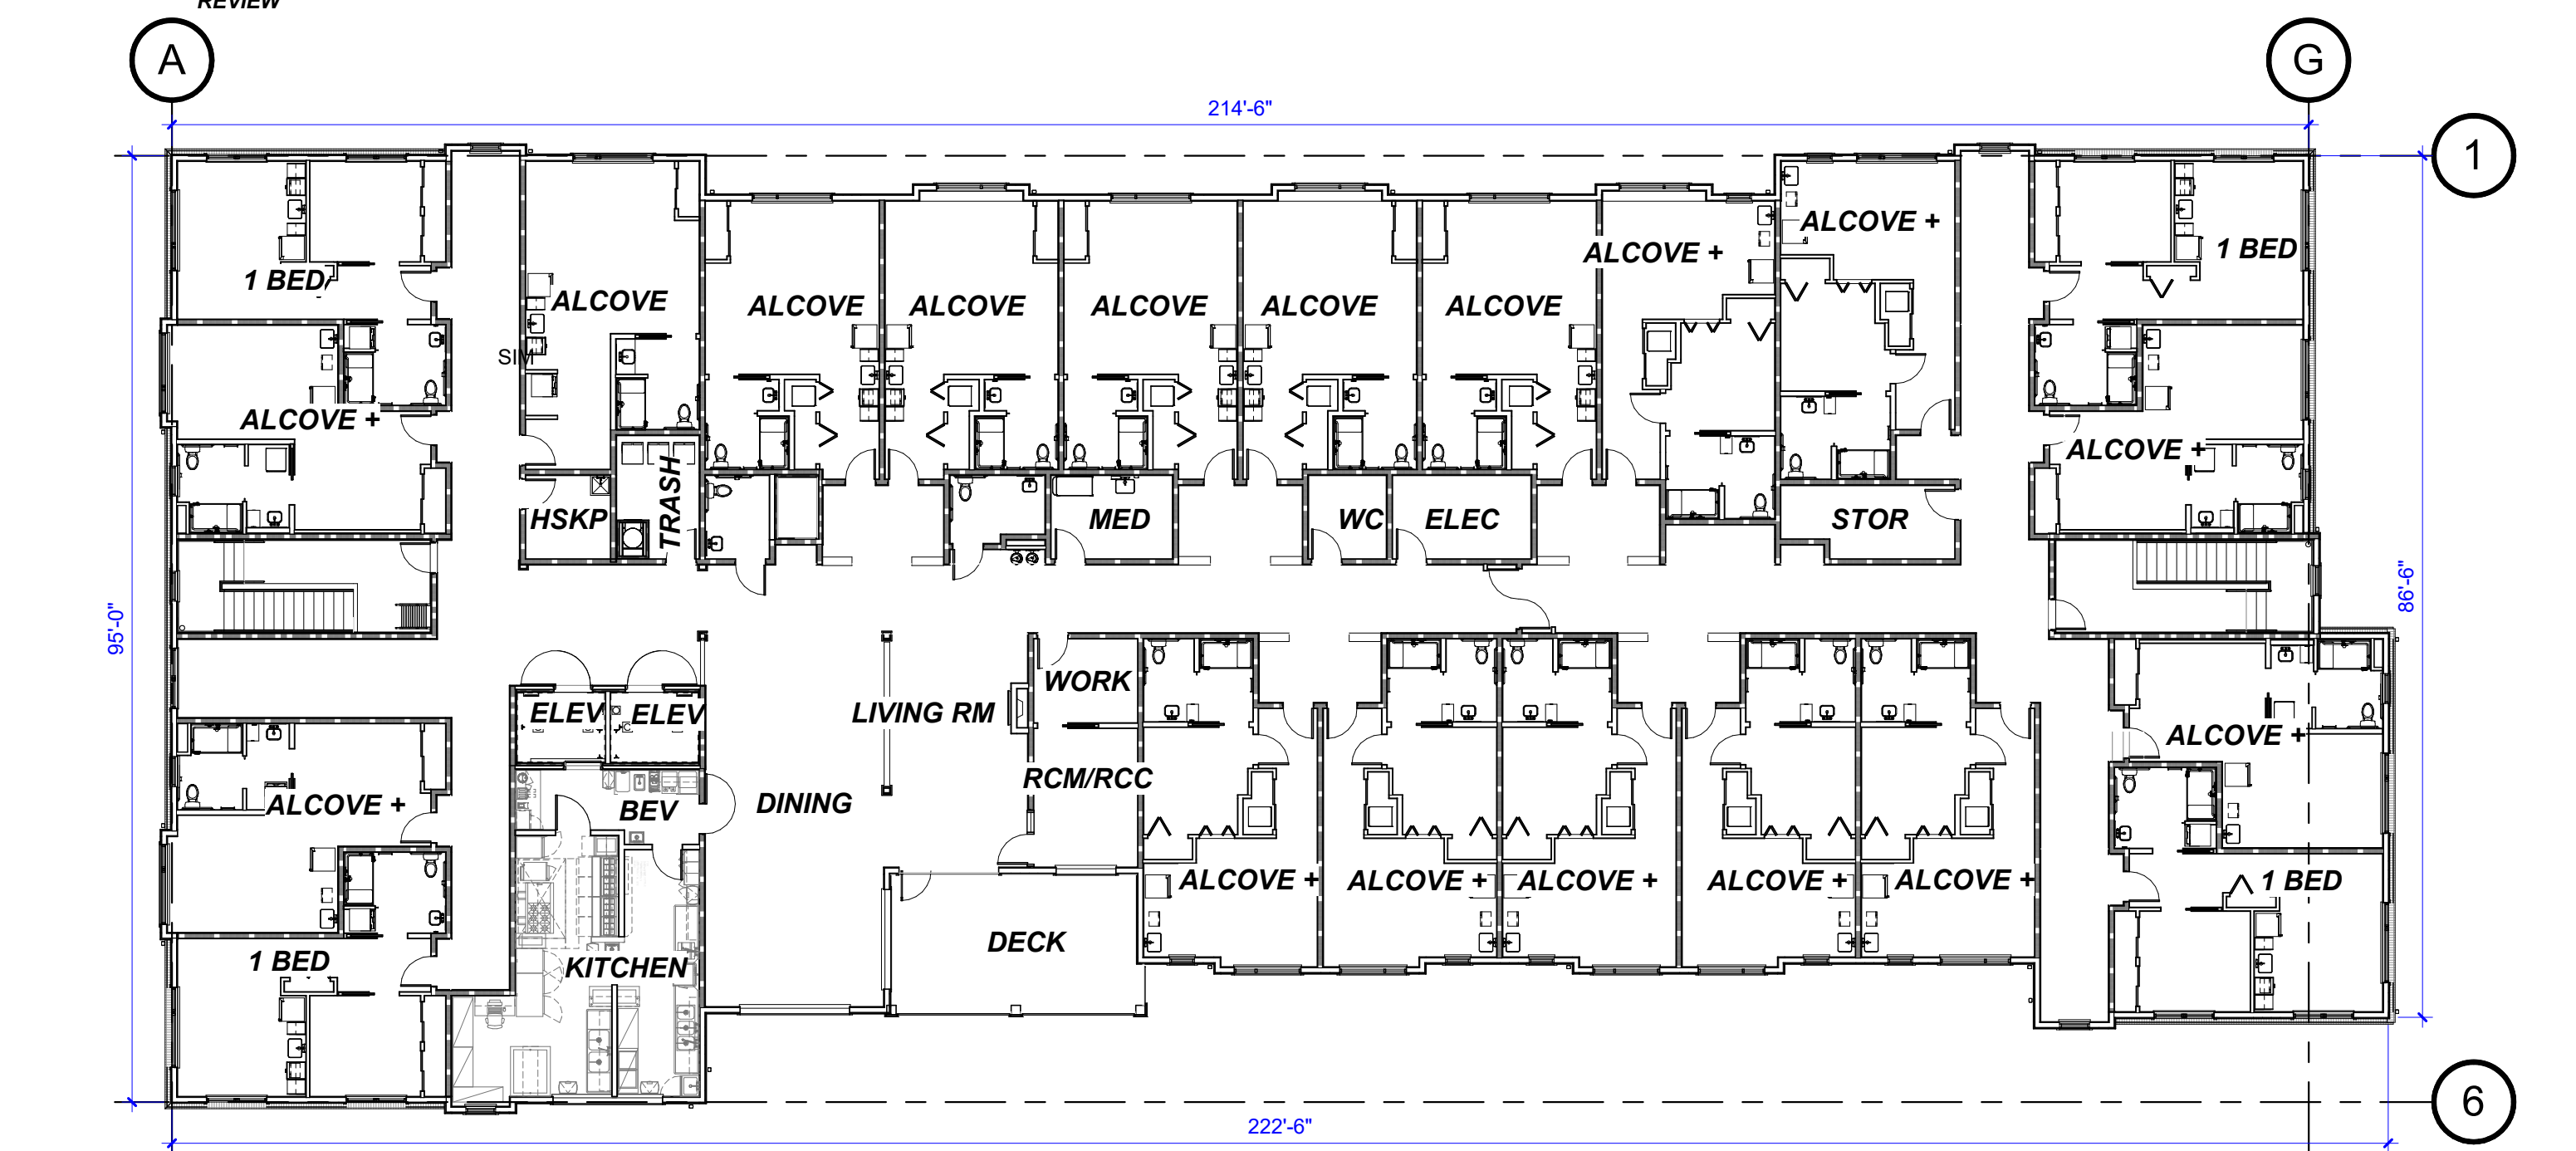 REVIEW
A
G
214'-6"
1
ALCOVE +
ALCOVE +
1 BED
1 BED
ALCOVE
ALCOVE
ALCOVE
ALCOVE
ALCOVE
ALCOVE
SIM
ALCOVE +
ALCOVE +
HSKP
TRASH
MED
WC
ELEC
STOR
95'-0"
86'-6"
WORK
ELEV
ELEV
LIVING RM
ALCOVE +
RCM/RCC
ALCOVE +
BEV
DINING
ALCOVE +
ALCOVE +
ALCOVE +
ALCOVE +
ALCOVE +
1 BED
DECK
1 BED
KITCHEN
6
222'-6"